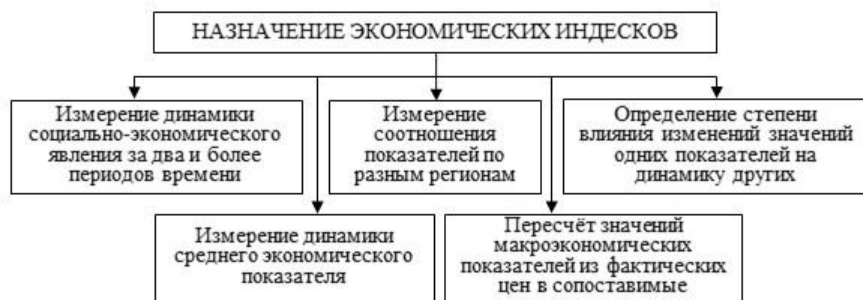 НАЗНАЧЕНИЕ ЭКОНОМИЧЕСКИХ ИНДЕСКОВ
Измерение динамики
социально-экономического
явления за два и более
периодов времени
Измерение
соотношения
показателей по
разным регионам
Определение степени
влияния изменений значений
одних показателей на
динамику других
Измерение динамики
среднего экономического
показателя
Пересчёт значений
макроэкономических
показателей из фактических
цен в сопоставимые